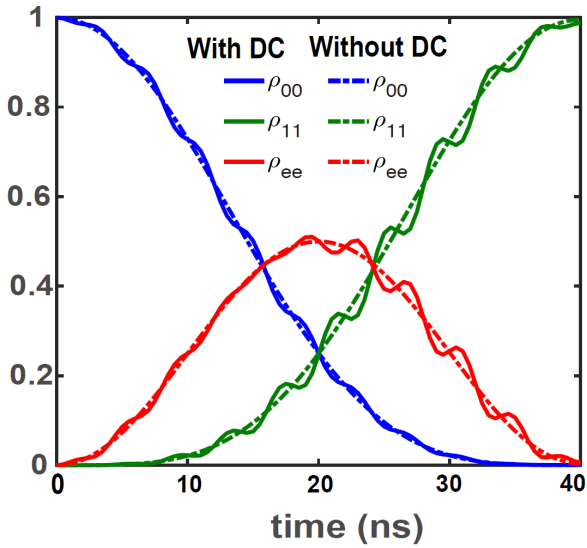 1
0.8
0.6
0.4
0.2
0
With DC Without DC
ρ00 ρ00
ρ11 ρ11
ρee ρee
0 10 20 30 40
time (ns)